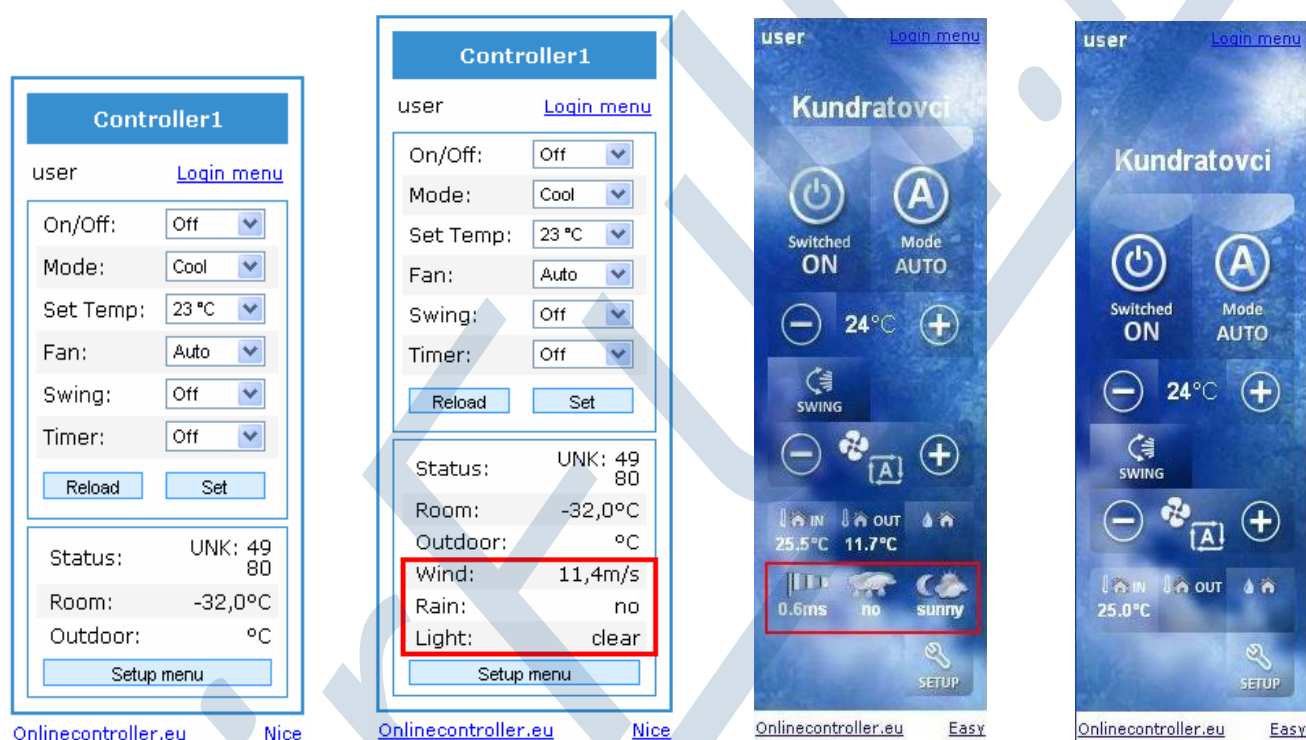 Controller1
user Login menu
On/Off: Off
Mode: Cool
Set Temp: 23 °C
Fan: Auto
Swing: Off
Timer: Off
Reload Set
Status: UNK: 49
80
Room: -32,0°C
Outdoor: °C
Setup menu
Onlinecontroller.eu Nice
Controller1
user Login menu
On/Off: Off
Mode: Cool
Set Temp: 23 °C
Fan: Auto
Swing: Off
Timer: Off
Reload Set
Status: UNK: 49
80
Room: -32,0°C
Outdoor: °C
Wind: 11,4m/s
Rain: no
Light: clear
Setup menu
Onlinecontroller.eu Nice
user Login menu
Kundratovci
A
Switched Mode
ON AUTO
24°C
SWING
A
IN OUT
25.5°C 11.7°C
0.6ms no sunny
SETUP
Onlinecontroller.eu Easy
user Login menu
Kundratovci
A
Switched Mode
ON AUTO
24°C
SWING
A
IN OUT
25.0°C
SETUP
Onlinecontroller.eu Easy